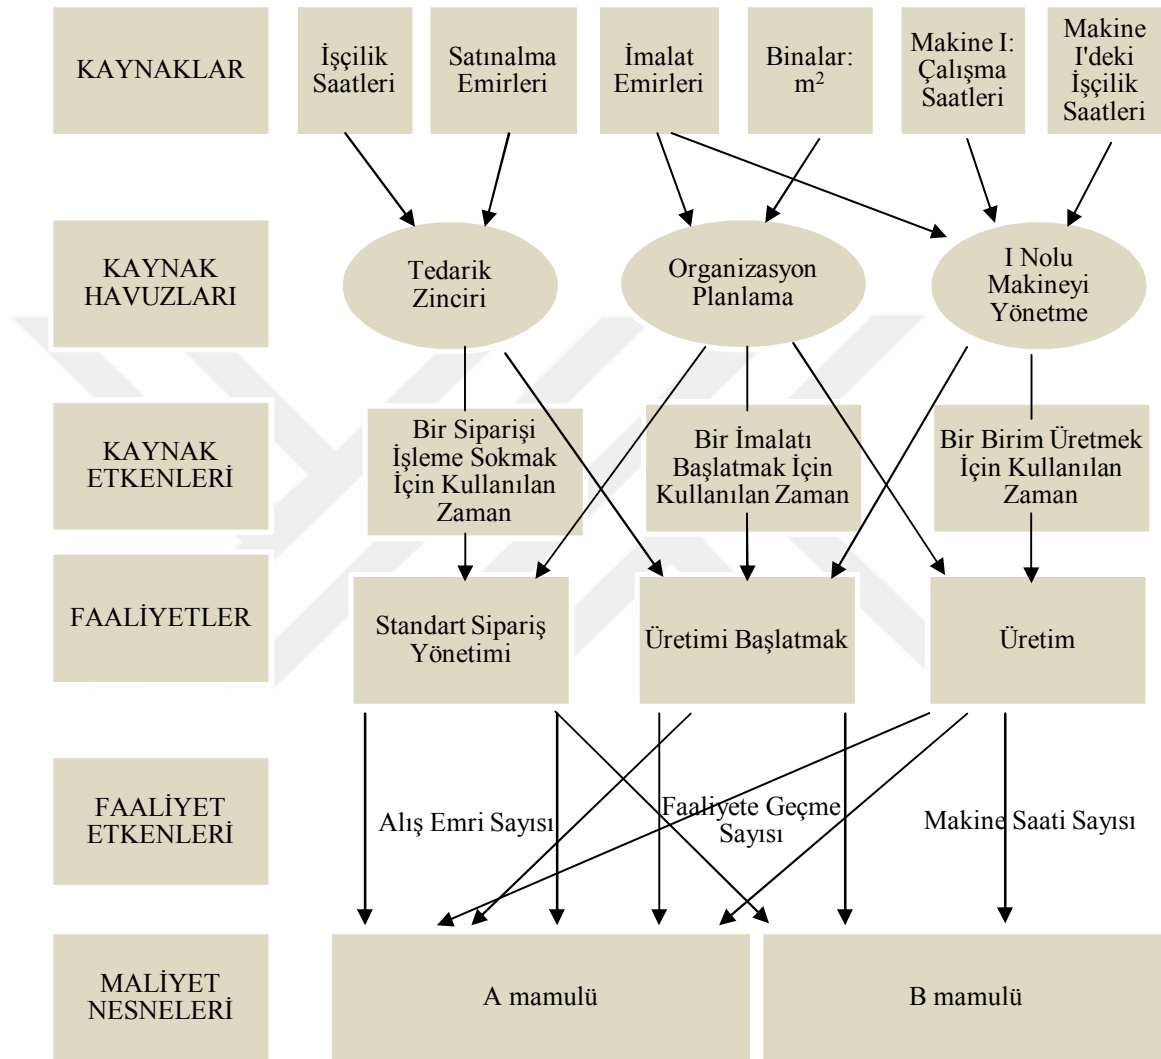 KAYNAKLAR
İşçilik
Saatleri
Satınalma
Emirleri
İmalat
Emirleri
Binalar:
m²
Makine I:
Çalışma
Saatleri
Makine
I'deki
İşçilik
Saatleri
KAYNAK
HAVUZLARI
Tedarik
Zinciri
Organizasyon
Planlama
I Nolu
Makineyi
Yönetme
KAYNAK
ETKENLERİ
Bir Siparişi
İşleme Sokmak
İçin Kullanılan
Zaman
Bir İmalatı
Başlatmak İçin
Kullanılan Zaman
Bir Birim Üretmek
İçin Kullanılan
Zaman
FAALİYETLER
Standart Sipariş
Yönetimi
Üretimi Başlatmak
Üretim
FAALİYET
ETKENLERİ
Alış Emri Sayısı
Faaliyete Geçme
Sayısı
Makine Saati Sayısı
MALİYET
NESNELERİ
A mamulü
B mamulü